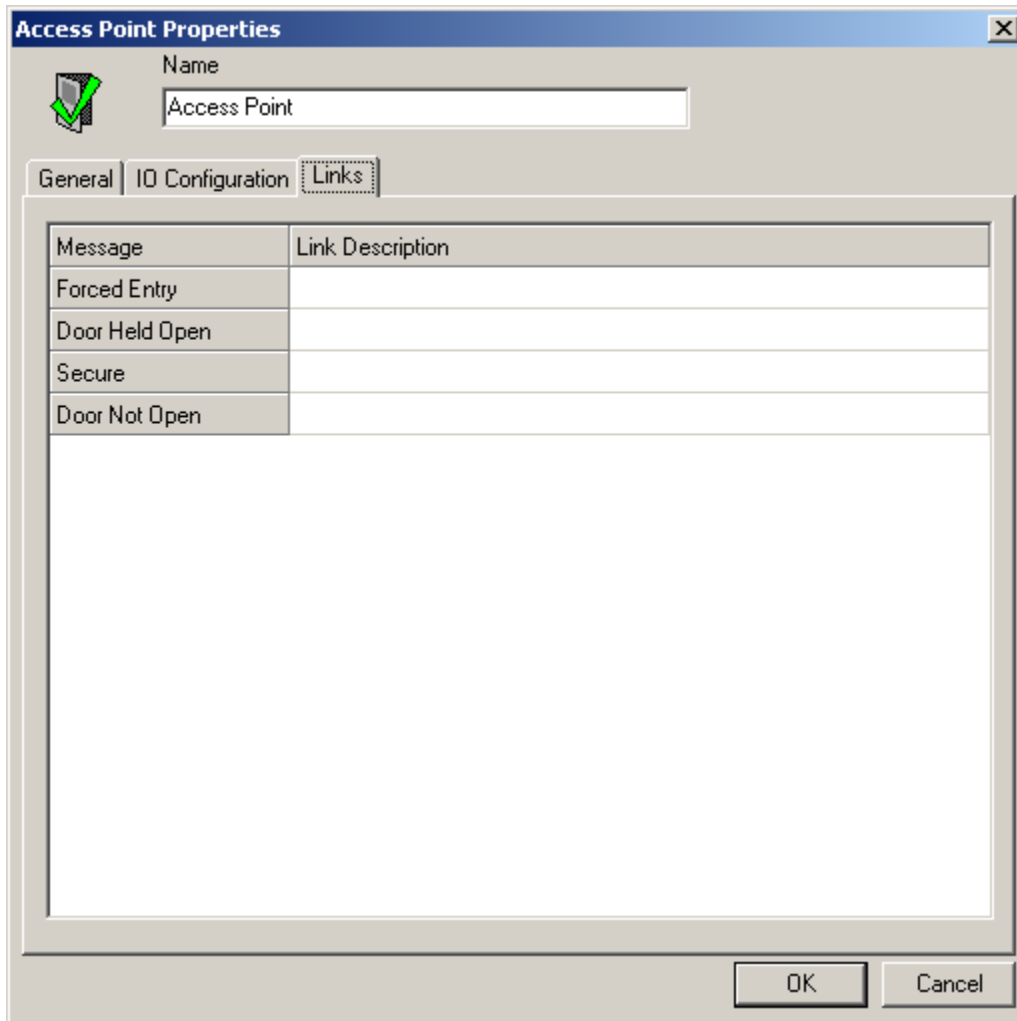 Access Point Properties
Name
Access Point
General IO Configuration Links
Message Link Description
Forced Entry
Door Held Open
Secure
Door Not Open
OK Cancel